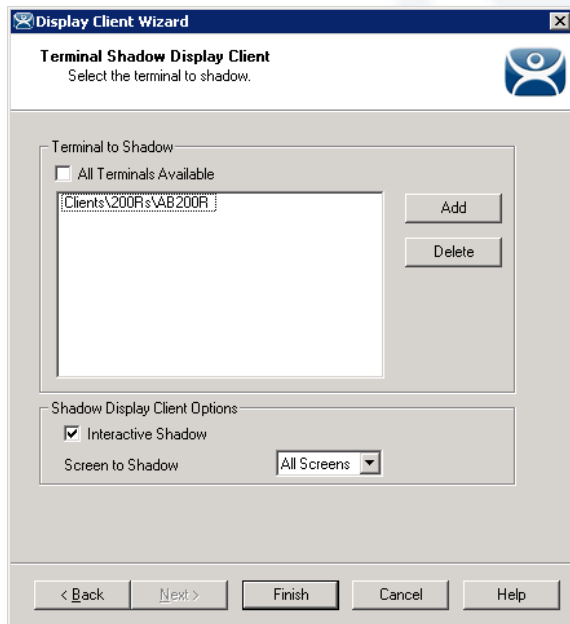 Display Client Wizard
Terminal Shadow Display Client
Select the terminal to shadow.
Terminal to Shadow
All Terminals Available
Clients\200Rs\AB200R
Add
Delete
Shadow Display Client Options
Interactive Shadow
Screen to Shadow All Screens
< Back Next > Finish Cancel Help